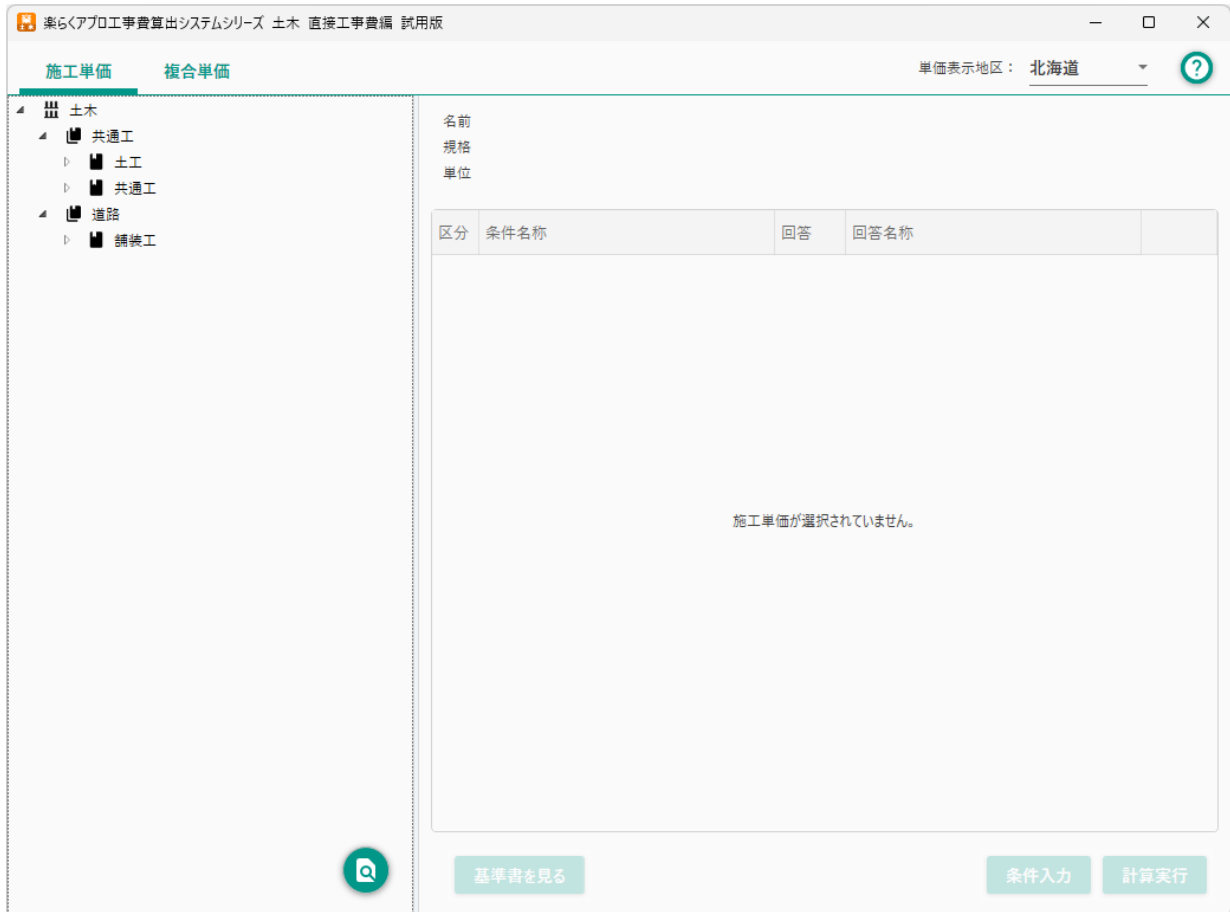 楽らくアプロ工事費算出システムシリーズ 土木 直接工事費編 試用版
施工単価 複合単価 単価表示地区： 北海道
土木
共通工
土工
共通工
道路
舗装工
名前
規格
単位
区分 条件名称 回答 回答名称
施工単価が選択されていません。
基準書を見る 条件入力 計算実行